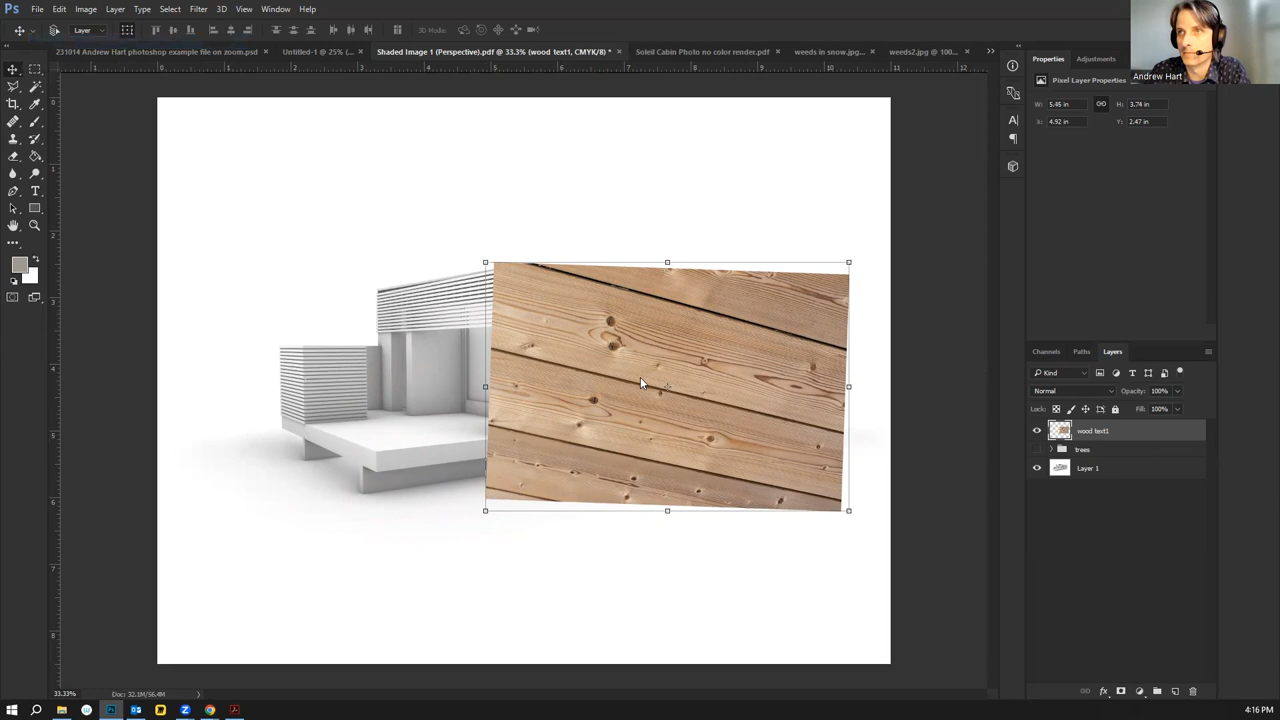 Ps File Edit Image Layer Type Select Filter 3D View Window Help
Layer 3D Mode:
231014 Andrew Hart photoshop example file on zoom.psd × Untitled-1 @ 25% (... × Shaded Image 1 (Perspective).pdf @ 33.3% (wood text1, CMYK/8) * × Soleil Cabin Photo no color render.pdf × weeds in snow.jpg... × weeds2.jpg @ 100... ×
Andrew Hart
Properties Adjustments
Pixel Layer Properties
W: 5.45 in H: 3.74 in
X: 4.92 in Y: 2.47 in
Channels Paths Layers
Kind
Normal Opacity: 100%
Lock: Fill: 100%
wood text1
trees
Layer 1
33.33% Doc: 32.1M/56.4M
4:16 PM